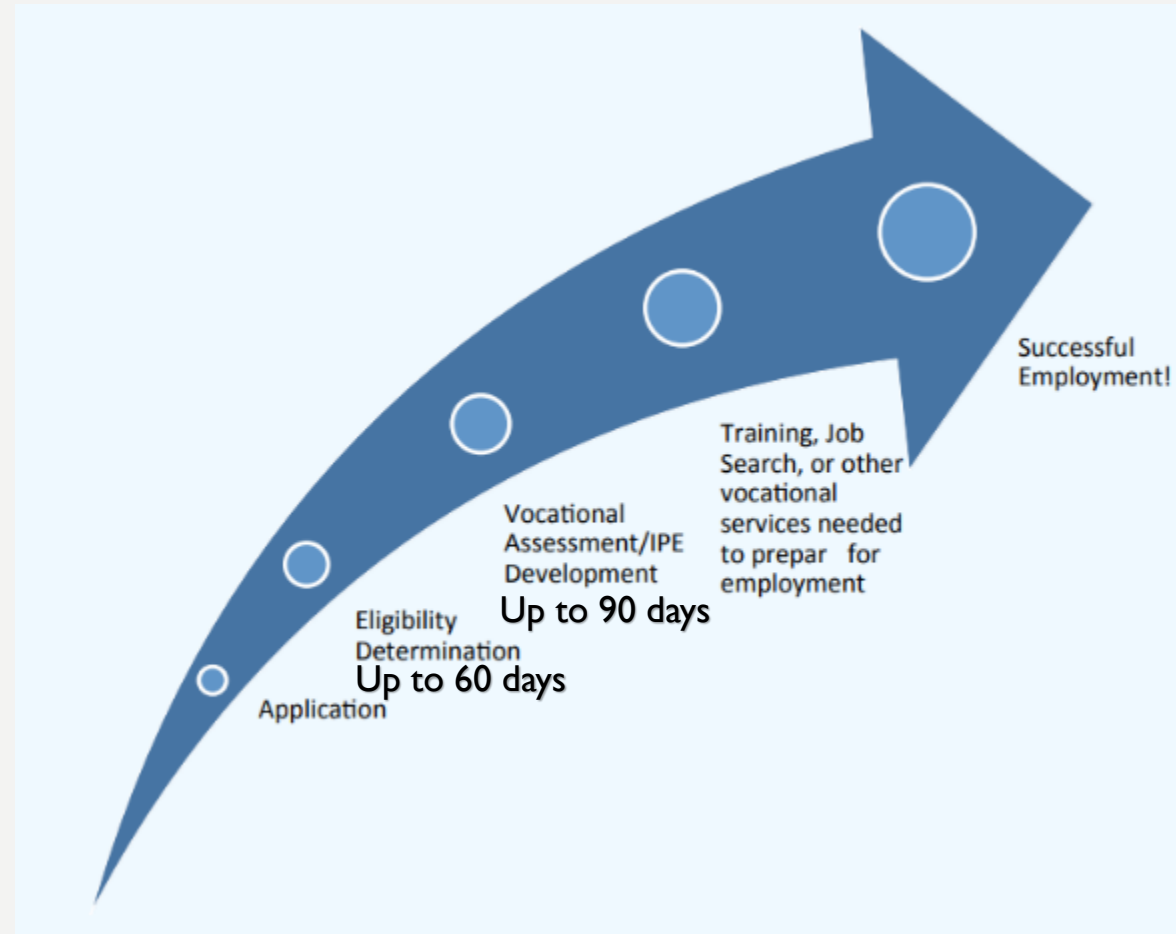 Application
Eligibility
Determination
Up to 60 days
Vocational
Assessment/IPE
Development
Up to 90 days
Training, Job
Search, or other
vocational
services needed
to prepar for
employment
Successful
Employment!